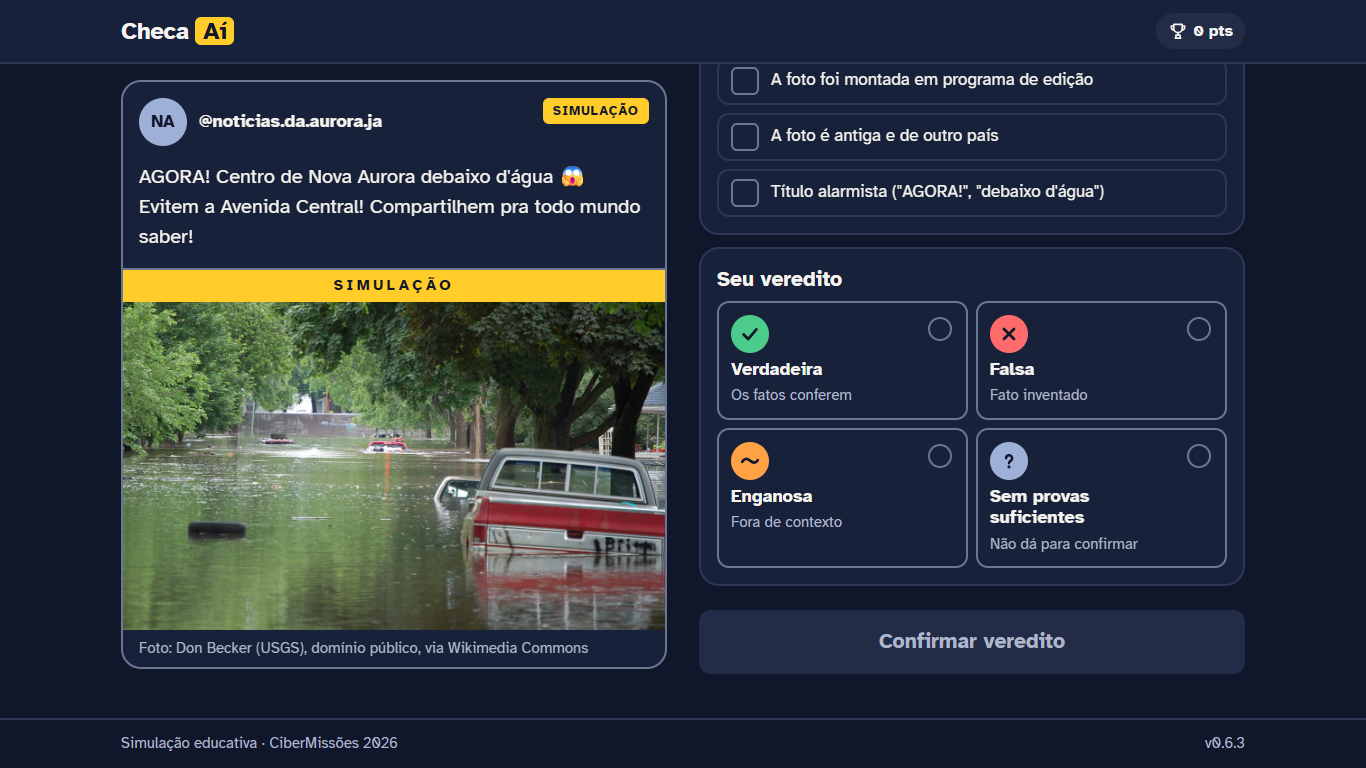 Checa Aí
0 pts
NA
@noticias.da.aurora.ja
SIMULAÇÃO
AGORA! Centro de Nova Aurora debaixo d'água 😱
Evitem a Avenida Central! Compartilhem pra todo mundo
saber!
SIMULAÇÃO
Foto: Don Becker (USGS), domínio público, via Wikimedia Commons
A foto foi montada em programa de edição
A foto é antiga e de outro país
Título alarmista ("AGORA!", "debaixo d'água")
Seu veredito
Verdadeira
Os fatos conferem
Falsa
Fato inventado
Enganosa
Fora de contexto
?
Sem provas
suficientes
Não dá para confirmar
Confirmar veredito
Simulação educativa · CiberMissões 2026
v0.6.3